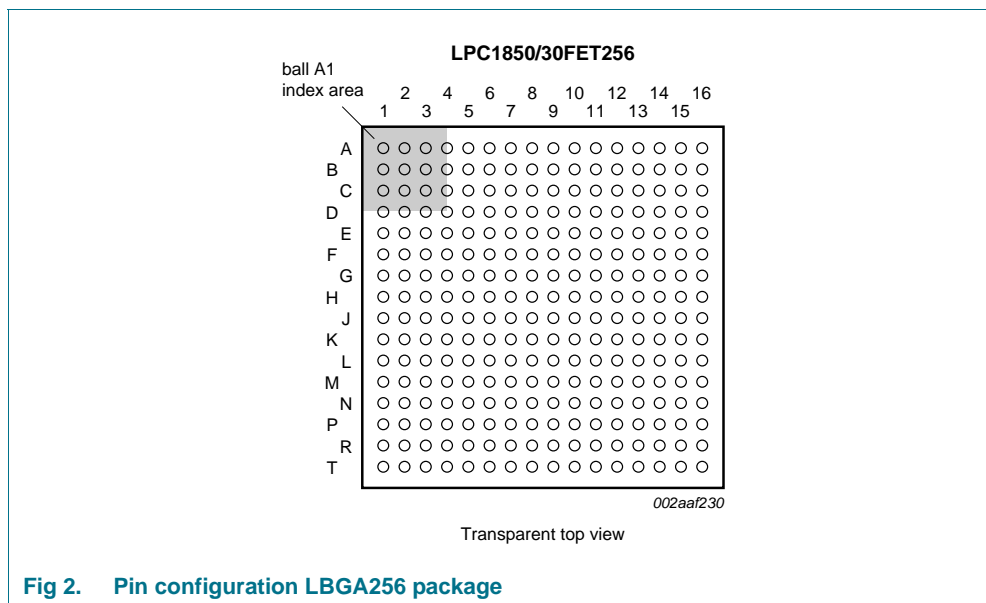 LPC1850/30FET256
ball A1
index area
2 4 6 8 10 12 14 16
1 3 5 7 9 11 13 15
A
B
C
D
E
F
G
H
J
K
L
M
N
P
R
T
002aaf230
Transparent top view
Fig 2. Pin configuration LBGA256 package